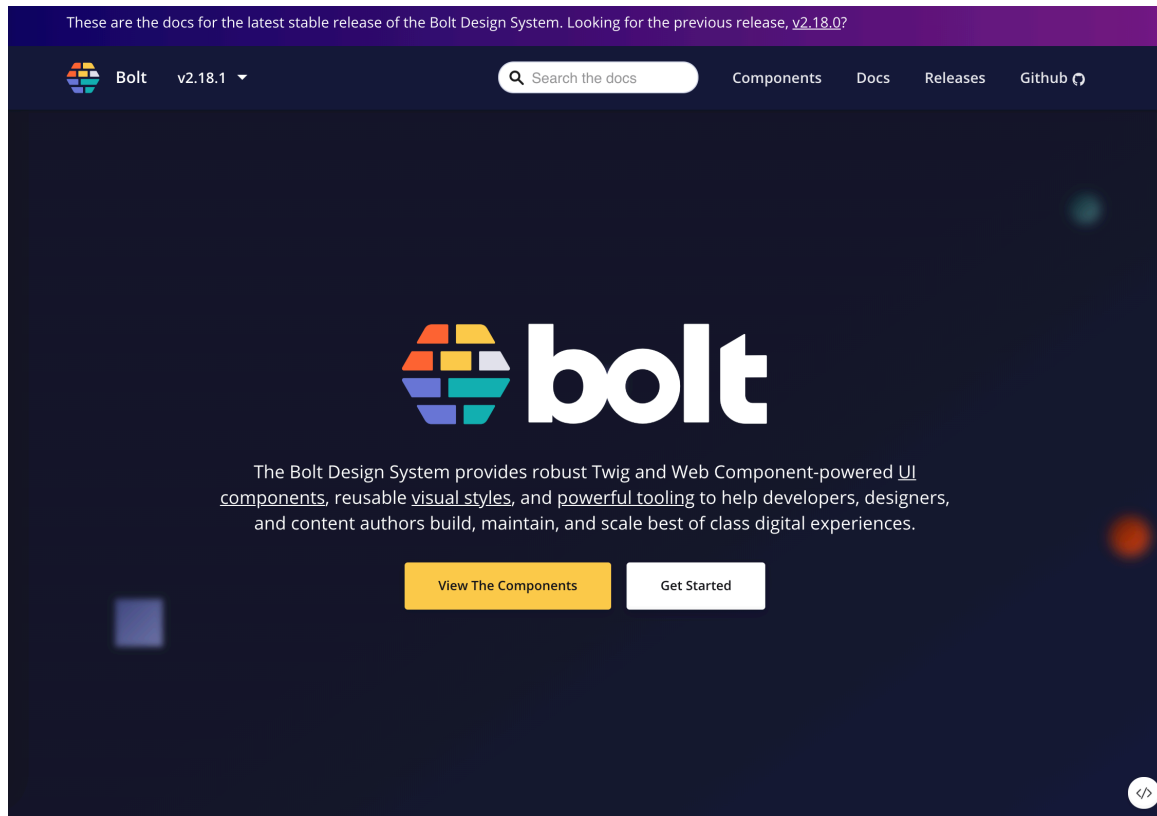 These are the docs for the latest stable release of the Bolt Design System. Looking for the previous release, v2.18.0?
Bolt v2.18.1 Search the docs Components Docs Releases Github
bolt
The Bolt Design System provides robust Twig and Web Component-powered UI
components, reusable visual styles, and powerful tooling to help developers, designers,
and content authors build, maintain, and scale best of class digital experiences.
View The Components Get Started
</>